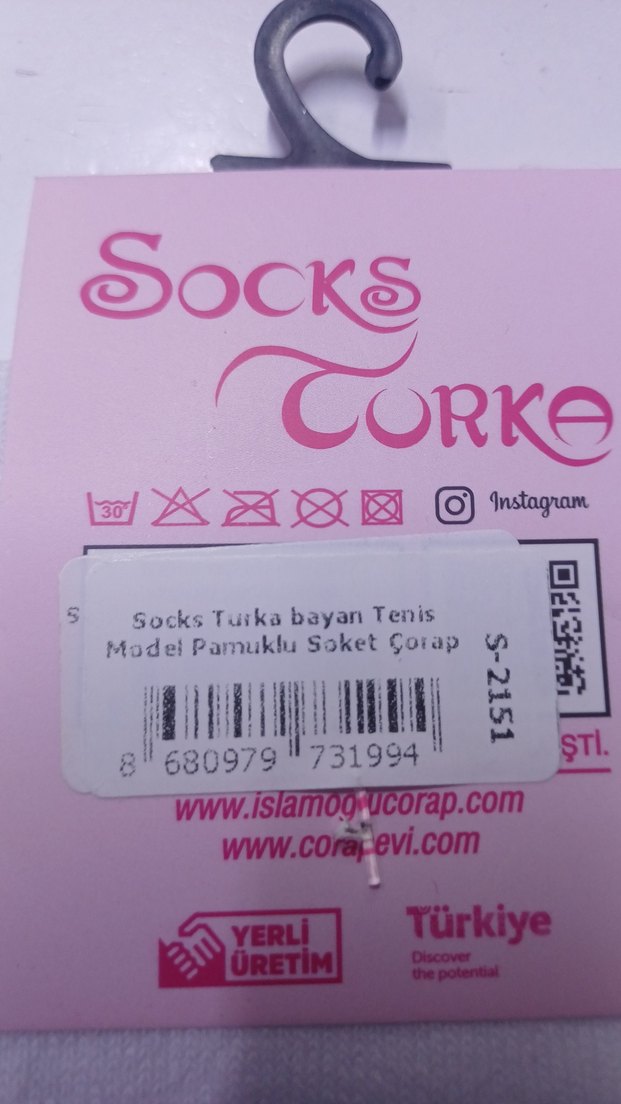 Socks
Turka
30°
Instagram
S
Socks Turka bayan Tenis
Model Pamuklu Soket Çorap
S-2151
8 680979 731994
ŞTİ.
www.islamoglucorap.com
www.corapevi.com
YERLİ
ÜRETİM
Türkiye
Discover
the potential